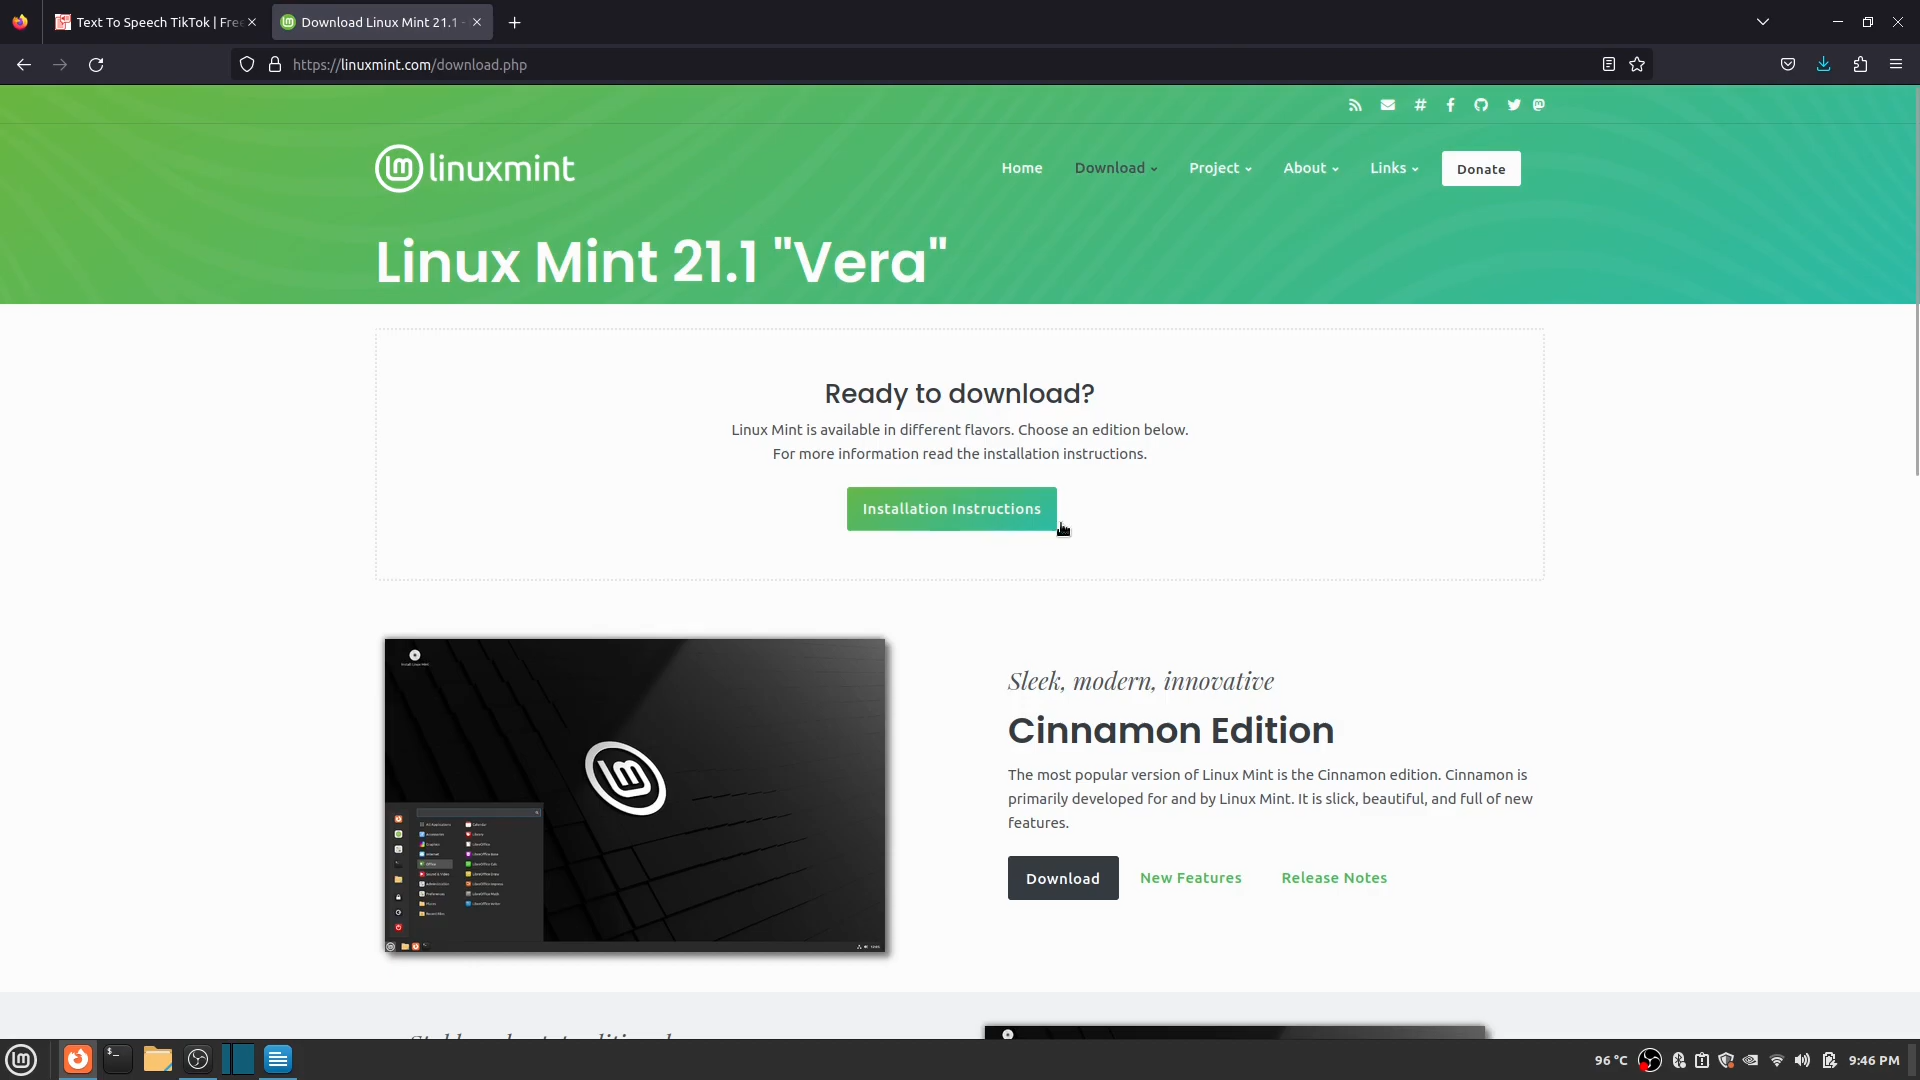 Text To Speech TikTok | Fre
Download Linux Mint 21.1 -
https://linuxmint.com/download.php
linuxmint
Home
Download
Project
About
Links
Donate
Linux Mint 21.1 "Vera"
Ready to download?
Linux Mint is available in different flavors. Choose an edition below.
For more information read the installation instructions.
Installation Instructions
Sleek, modern, innovative
Cinnamon Edition
The most popular version of Linux Mint is the Cinnamon edition. Cinnamon is
primarily developed for and by Linux Mint. It is slick, beautiful, and full of new
features.
Download
New Features
Release Notes
96 °C
9:46 PM